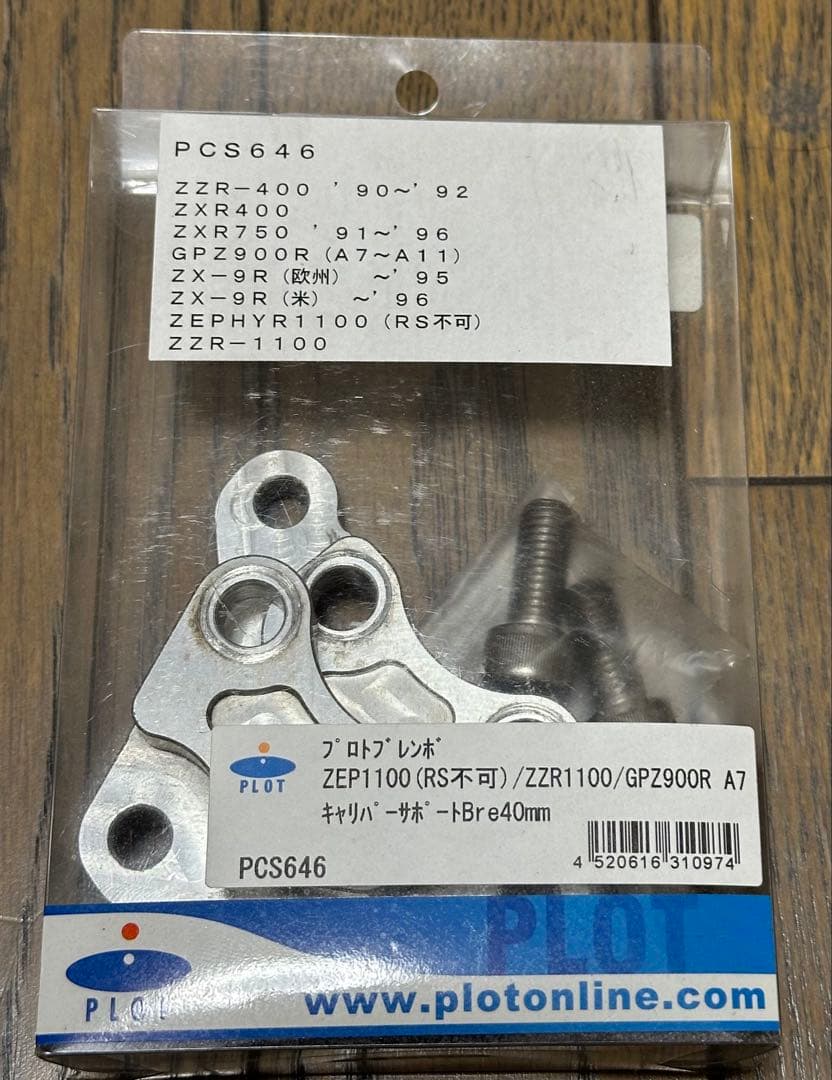 PCS646
ZZR-400 '90~'92
ZXR400
ZXR750 '91~'96
GPZ900R(A7~A11)
ZX-9R(欧州) ~'95
ZX-9R(米) ~'96
ZEPHYR1100(RS不可)
ZZR-1100
ﾌﾟﾛﾄﾌﾞﾚﾝﾎﾞ
PLOT
ZEP1100(RS不可)/ZZR1100/GPZ900R A7
ｷｬﾘﾊﾟｰｻﾎﾟｰﾄBre40mm
PCS646
4 520616 310974
PLOT
PLOT
www.plotonline.com